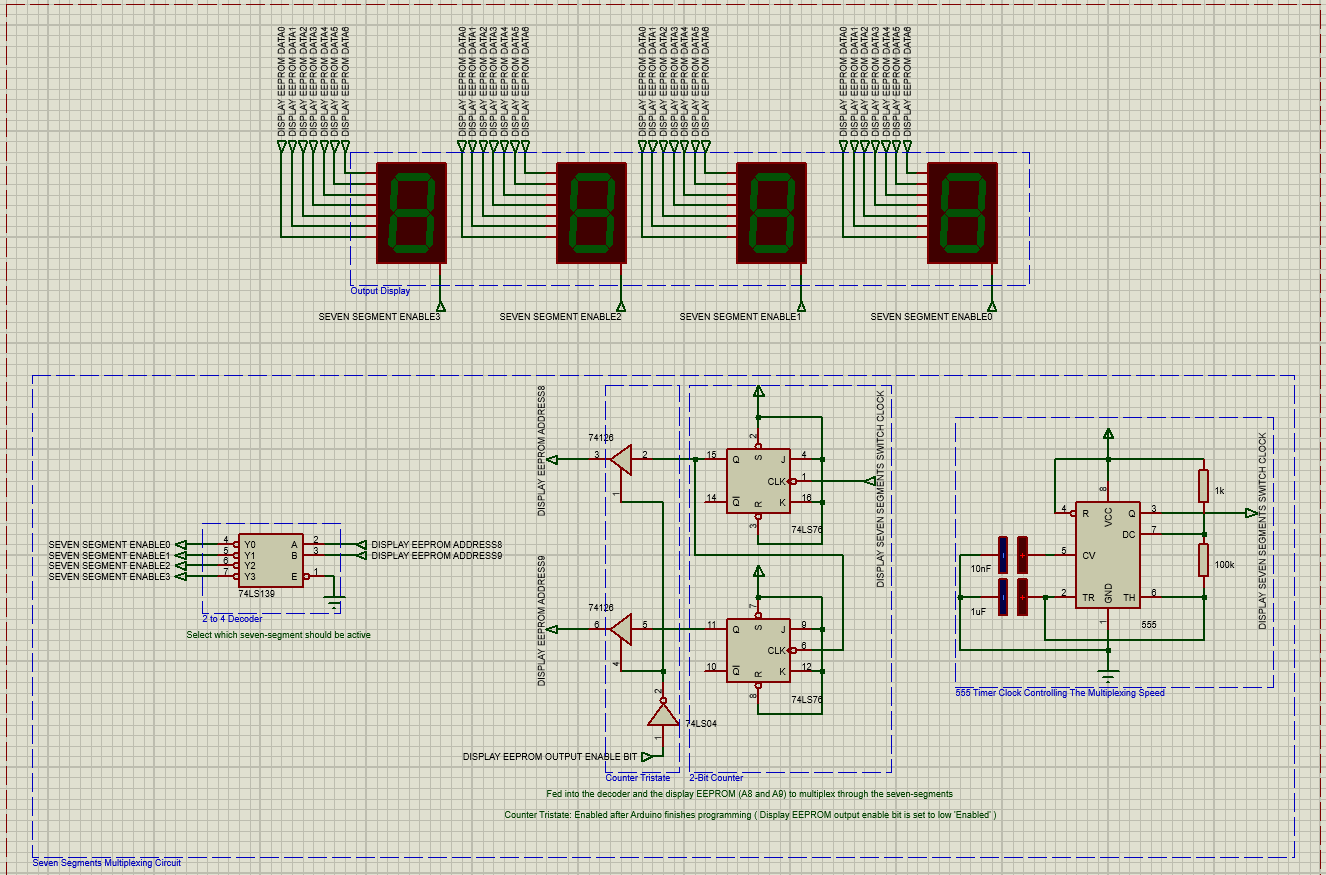 DISPLAY EEPROM DATA0
DISPLAY EEPROM DATA1
DISPLAY EEPROM DATA2
DISPLAY EEPROM DATA3
DISPLAY EEPROM DATA4
DISPLAY EEPROM DATA5
DISPLAY EEPROM DATA6
DISPLAY EEPROM DATA0
DISPLAY EEPROM DATA1
DISPLAY EEPROM DATA2
DISPLAY EEPROM DATA3
DISPLAY EEPROM DATA4
DISPLAY EEPROM DATA5
DISPLAY EEPROM DATA6
DISPLAY EEPROM DATA0
DISPLAY EEPROM DATA1
DISPLAY EEPROM DATA2
DISPLAY EEPROM DATA3
DISPLAY EEPROM DATA4
DISPLAY EEPROM DATA5
DISPLAY EEPROM DATA6
DISPLAY EEPROM DATA0
DISPLAY EEPROM DATA1
DISPLAY EEPROM DATA2
DISPLAY EEPROM DATA3
DISPLAY EEPROM DATA4
DISPLAY EEPROM DATA5
DISPLAY EEPROM DATA6
Output Display
SEVEN SEGMENT ENABLE3
SEVEN SEGMENT ENABLE2
SEVEN SEGMENT ENABLE1
SEVEN SEGMENT ENABLE0
SEVEN SEGMENT ENABLE0
SEVEN SEGMENT ENABLE1
SEVEN SEGMENT ENABLE2
SEVEN SEGMENT ENABLE3
4
5
6
7
Y0
Y1
Y2
Y3
A
B
E
2
3
1
DISPLAY EEPROM ADDRESS8
DISPLAY EEPROM ADDRESS9
74LS139
2 to 4 Decoder
Select which seven-segment should be active
DISPLAY EEPROM ADDRESS8
74126
3
2
1
DISPLAY EEPROM ADDRESS9
74126
6
5
4
2
74LS04
1
DISPLAY EEPROM OUTPUT ENABLE BIT
Counter Tristate
2
15
Q
S
J
4
CLK
1
14
Q
R
K
16
3
74LS76
7
11
Q
S
J
9
CLK
6
10
Q
R
K
12
8
74LS76
2-Bit Counter
DISPLAY SEVEN SEGMENTS SWITCH CLOCK
Fed into the decoder and the display EEPROM (A8 and A9) to multiplex through the seven-segments
Counter Tristate: Enabled after Arduino finishes programming ( Display EEPROM output enable bit is set to low 'Enabled' )
8
4
R
VCC
Q
3
DC
7
5
CV
2
TR
GND
TH
6
1
555
1k
100k
10nF
1uF
DISPLAY SEVEN SEGMENTS SWITCH CLOCK
555 Timer Clock Controlling The Multiplexing Speed
Seven Segments Multiplexing Circuit